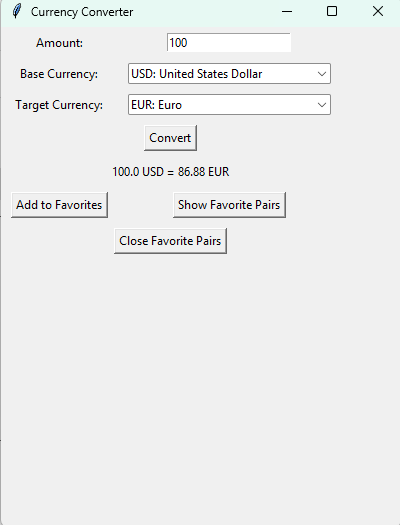 Currency Converter
Amount: 100
Base Currency: USD: United States Dollar
Target Currency: EUR: Euro
Convert
100.0 USD = 86.88 EUR
Add to Favorites Show Favorite Pairs
Close Favorite Pairs